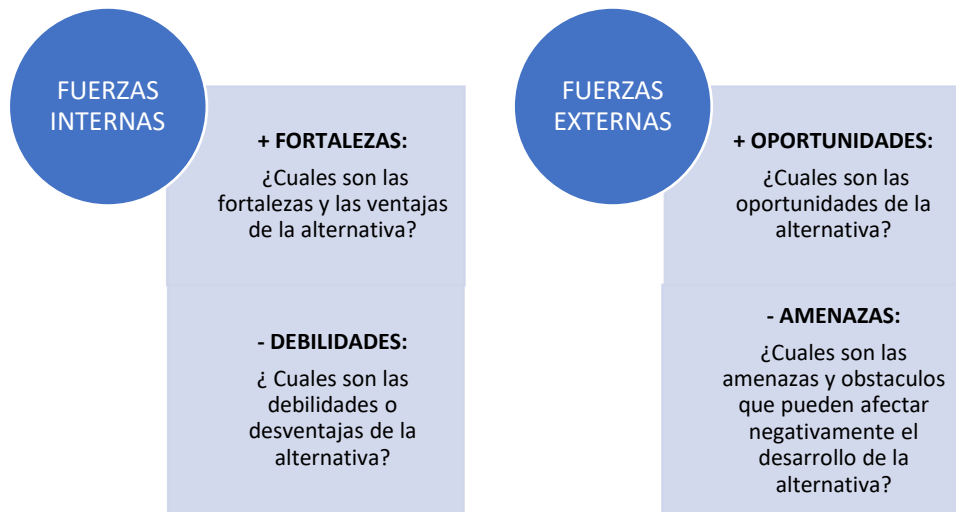 FUERZAS
INTERNAS
+ FORTALEZAS:
¿Cuales son las
fortalezas y las ventajas
de la alternativa?
- DEBILIDADES:
¿ Cuales son las
debilidades o
desventajas de la
alternativa?
FUERZAS
EXTERNAS
+ OPORTUNIDADES:
¿Cuales son las
oportunidades de la
alternativa?
- AMENAZAS:
¿Cuales son las
amenazas y obstaculos
que pueden afectar
negativamente el
desarrollo de la
alternativa?